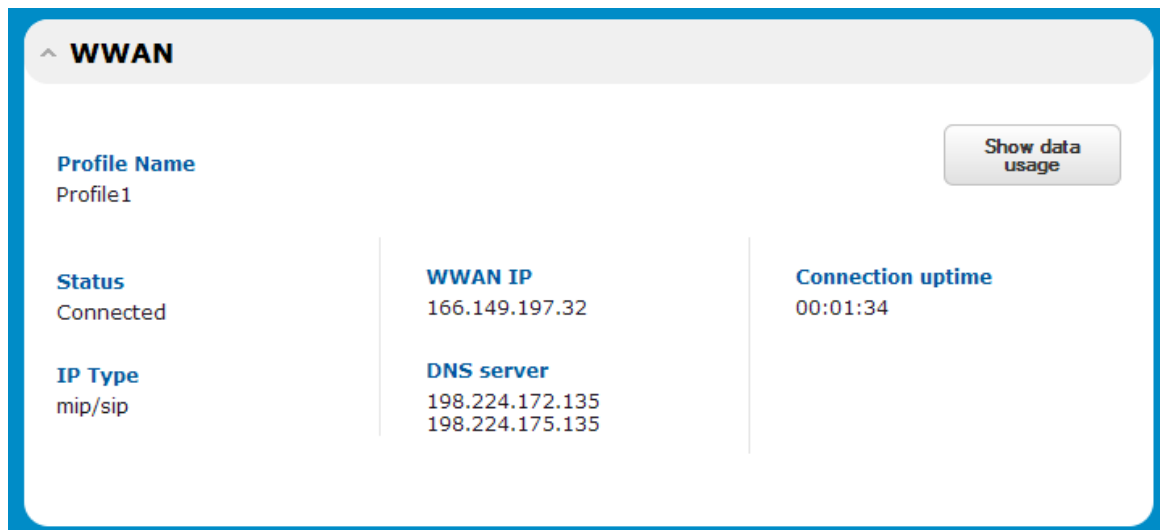 WWAN
Profile Name
Profile1
Show data
usage
Status
Connected
IP Type
mip/sip
WWAN IP
166.149.197.32
DNS server
198.224.172.135
198.224.175.135
Connection uptime
00:01:34